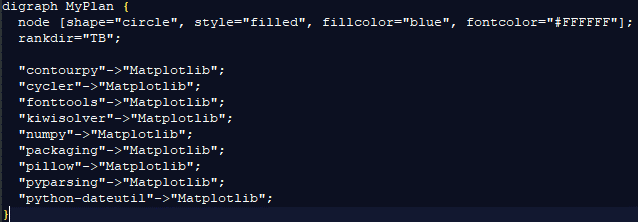 digraph MyPlan {
  node [shape="circle", style="filled", fillcolor="blue", fontcolor="#FFFFFF"];
  rankdir="TB";

  "contourpy"->"Matplotlib";
  "cycler"->"Matplotlib";
  "fonttools"->"Matplotlib";
  "kiwisolver"->"Matplotlib";
  "numpy"->"Matplotlib";
  "packaging"->"Matplotlib";
  "pillow"->"Matplotlib";
  "pyparsing"->"Matplotlib";
  "python-dateutil"->"Matplotlib";
}